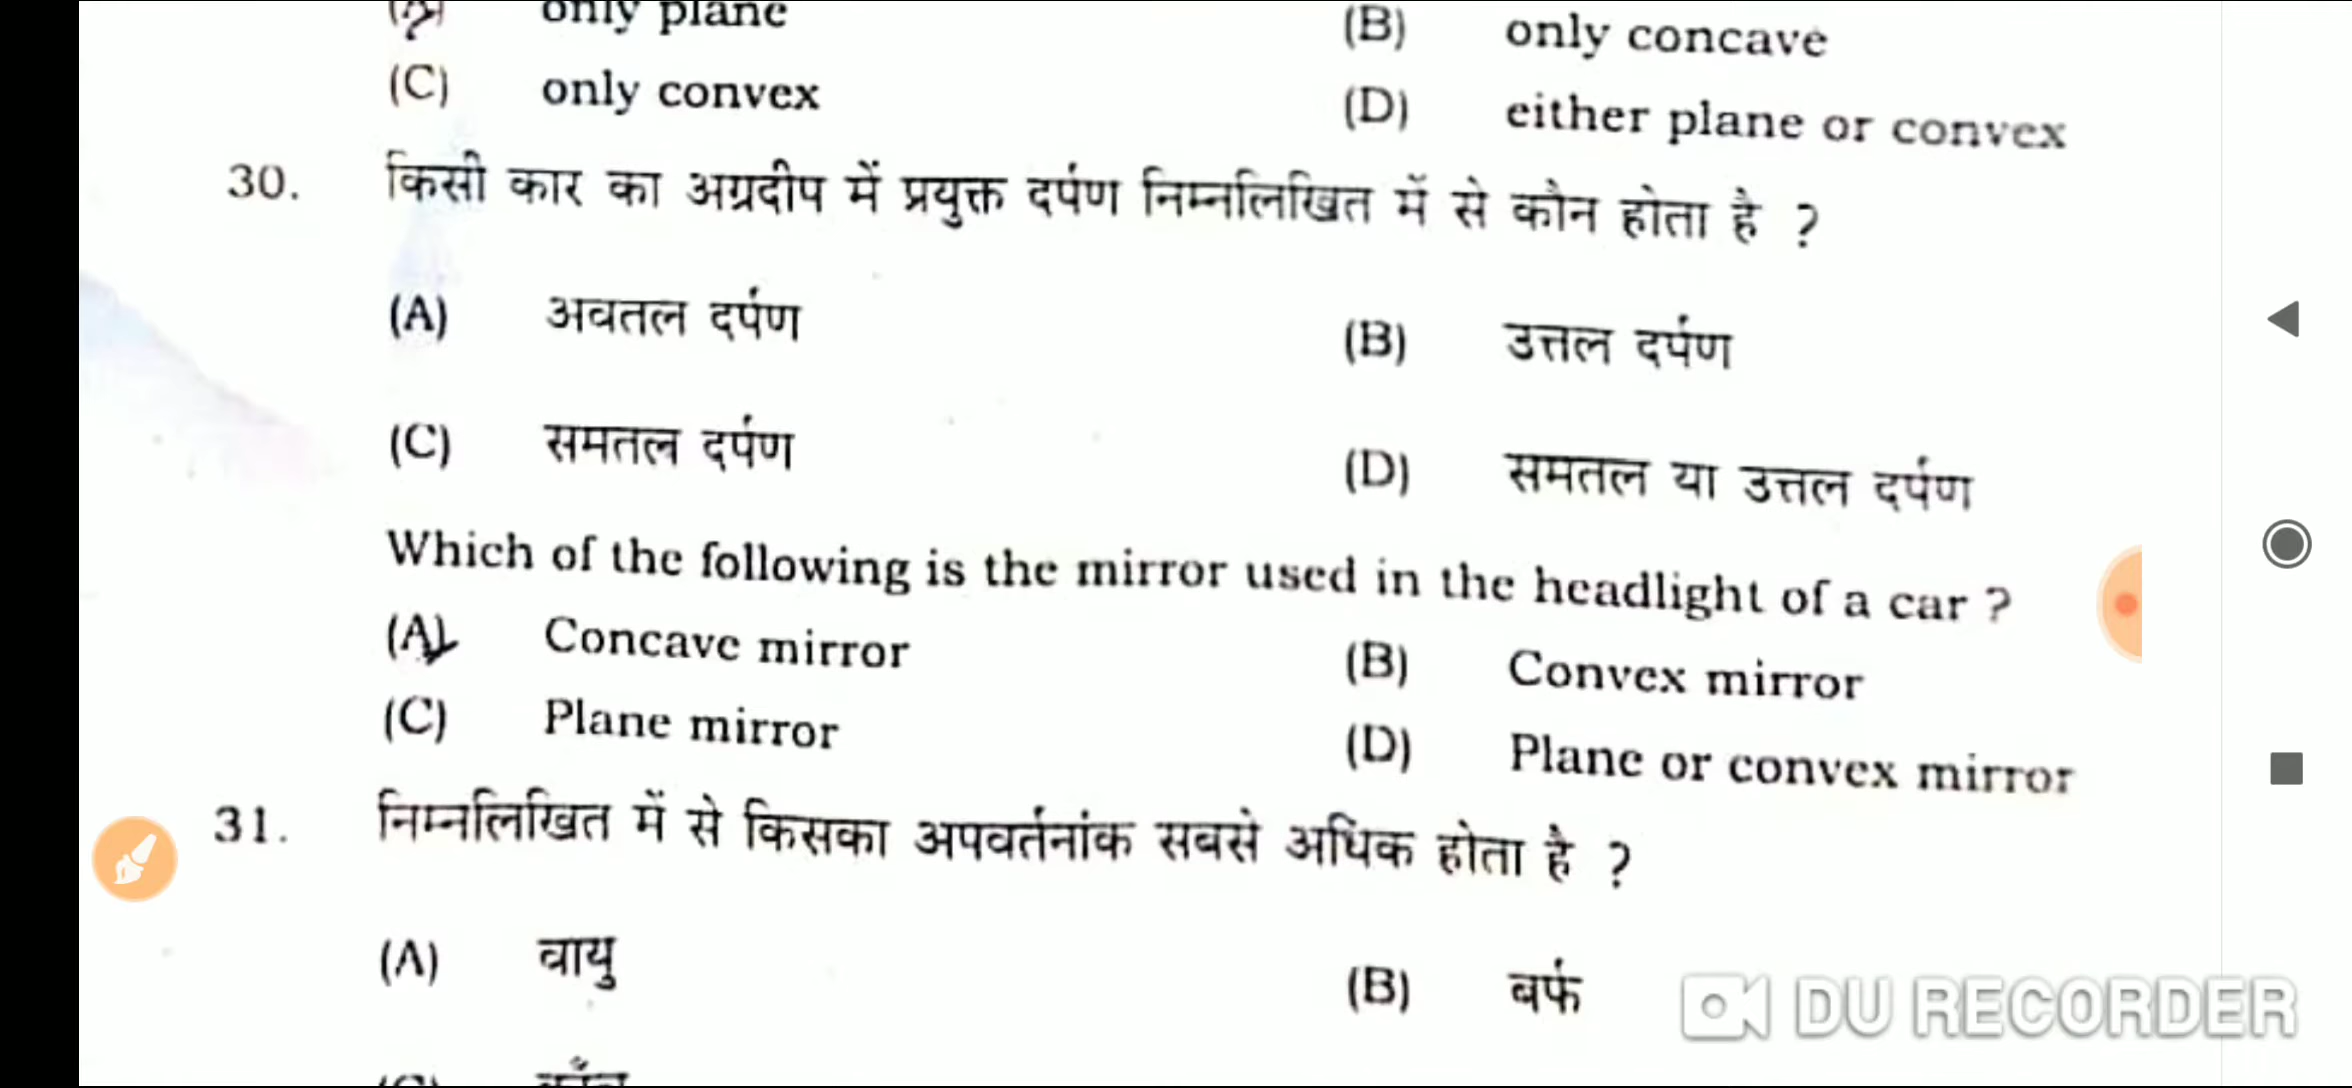 only plane (B) only concave
(C) only convex (D) either plane or convex
30. किसी कार का अग्रदीप में प्रयुक्त दर्पण निम्नलिखित में से कौन होता है ?
(A) अवतल दर्पण (B) उत्तल दर्पण
(C) समतल दर्पण (D) समतल या उत्तल दर्पण
Which of the following is the mirror used in the headlight of a car ?
(A) Concave mirror (B) Convex mirror
(C) Plane mirror (D) Plane or convex mirror
31. निम्नलिखित में से किसका अपवर्तनांक सबसे अधिक होता है ?
(A) वायु (B) बर्फ
DU RECORDER